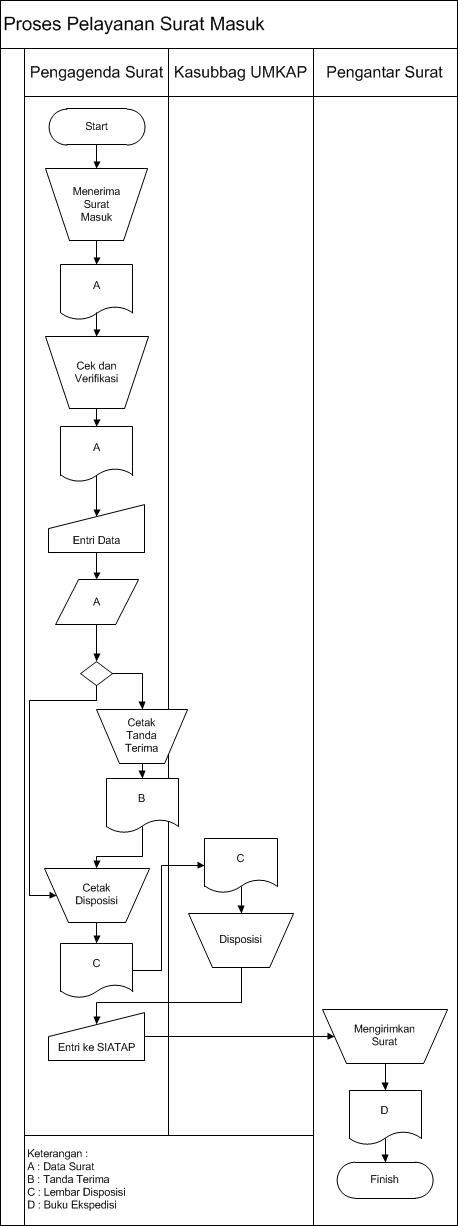 Proses Pelayanan Surat Masuk
Pengagenda Surat
Kasubbag UMKAP
Pengantar Surat
Start
Menerima
Surat
Masuk
A
Cek dan
Verifikasi
A
Entri Data
A
Cetak
Tanda
Terima
B
Cetak
Disposisi
C
C
Disposisi
Entri ke SIATAP
Mengirimkan
Surat
D
Finish
Keterangan :
A : Data Surat
B : Tanda Terima
C : Lembar Disposisi
D : Buku Ekspedisi